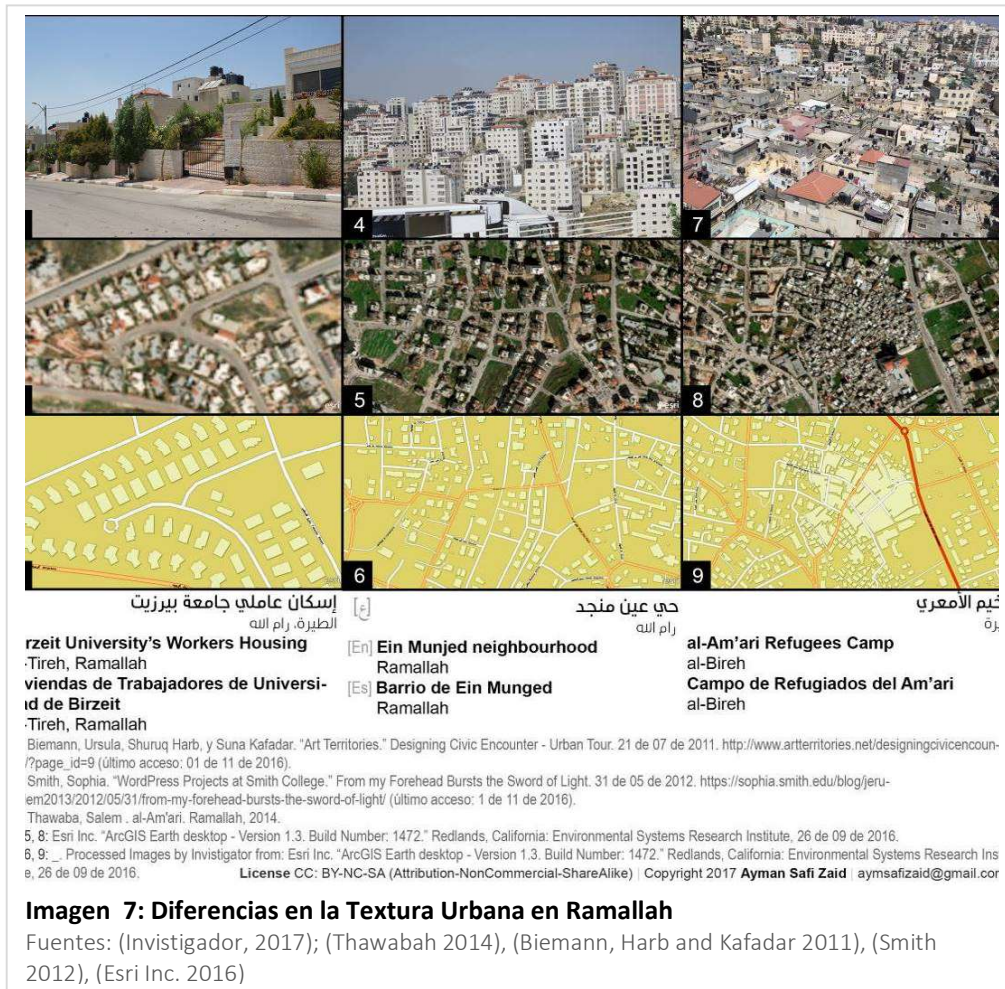 4
7
esri
5
esri
8
6
9
إسكان عاملي جامعة بيرزيت
الطيرة، رام الله
rzeit University's Workers Housing
-Tireh, Ramallah
viendas de Trabajadores de Universi-
ad de Birzeit
-Tireh, Ramallah
[ع]
حي عين منجد
رام الله
[En] Ein Munjed neighbourhood
Ramallah
[Es] Barrio de Ein Munged
Ramallah
خيم الأمعري
يرة
al-Am'ari Refugees Camp
al-Bireh
Campo de Refugiados del Am'ari
al-Bireh
Biemann, Ursula, Shuruq Harb, y Suna Kafadar. "Art Territories." Designing Civic Encounter - Urban Tour. 21 de 07 de 2011. http://www.artterritories.net/designingcivicencoun-
/?page_id=9 (último acceso: 01 de 11 de 2016).
Smith, Sophia. "WordPress Projects at Smith College." From my Forehead Bursts the Sword of Light. 31 de 05 de 2012. https://sophia.smith.edu/blog/jeru-
em2013/2012/05/31/from-my-forehead-bursts-the-sword-of-light/ (último acceso: 1 de 11 de 2016).
Thawaba, Salem . al-Am'ari. Ramallah, 2014.
5, 8: Esri Inc. "ArcGIS Earth desktop - Version 1.3. Build Number: 1472." Redlands, California: Environmental Systems Research Institute, 26 de 09 de 2016.
6, 9: _. Processed Images by Invistigator from: Esri Inc. "ArcGIS Earth desktop - Version 1.3. Build Number: 1472." Redlands, California: Environmental Systems Research Ins
e, 26 de 09 de 2016. License CC: BY-NC-SA (Attribution-NonCommercial-ShareAlike) | Copyright 2017 Ayman Safi Zaid | aymsafizaid@gmail.com
Imagen 7: Diferencias en la Textura Urbana en Ramallah
Fuentes: (Invistigador, 2017); (Thawabah 2014), (Biemann, Harb and Kafadar 2011), (Smith
2012), (Esri Inc. 2016)